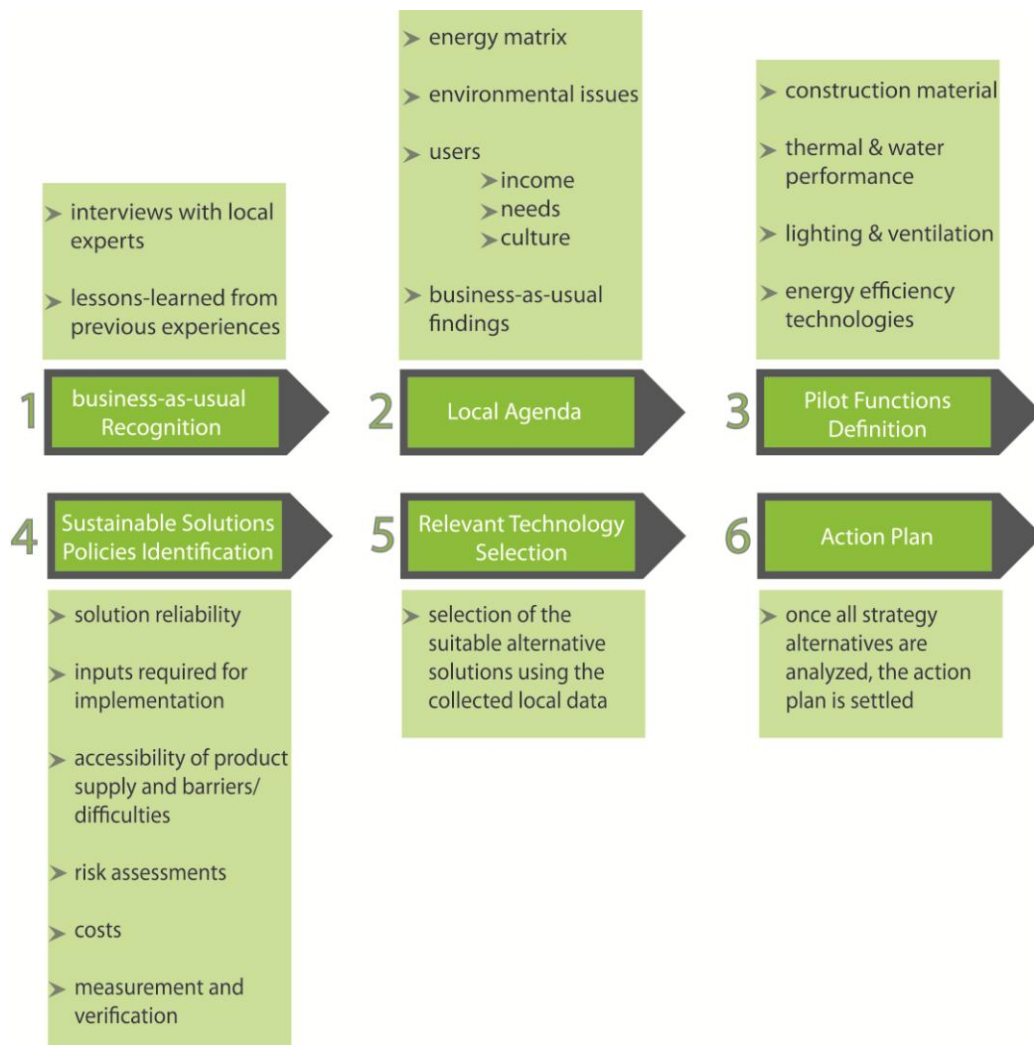 interviews with local
experts
lessons-learned from
previous experiences
1
business-as-usual
Recognition
energy matrix
environmental issues
users
income
needs
culture
business-as-usual
findings
2
Local Agenda
construction material
thermal & water
performance
lighting & ventilation
energy efficiency
technologies
3
Pilot Functions
Definition
4
Sustainable Solutions
Policies Identification
solution reliability
inputs required for
implementation
accessibility of product
supply and barriers/
difficulties
risk assessments
costs
measurement and
verification
5
Relevant Technology
Selection
selection of the
suitable alternative
solutions using the
collected local data
6
Action Plan
once all strategy
alternatives are
analyzed, the action
plan is settled